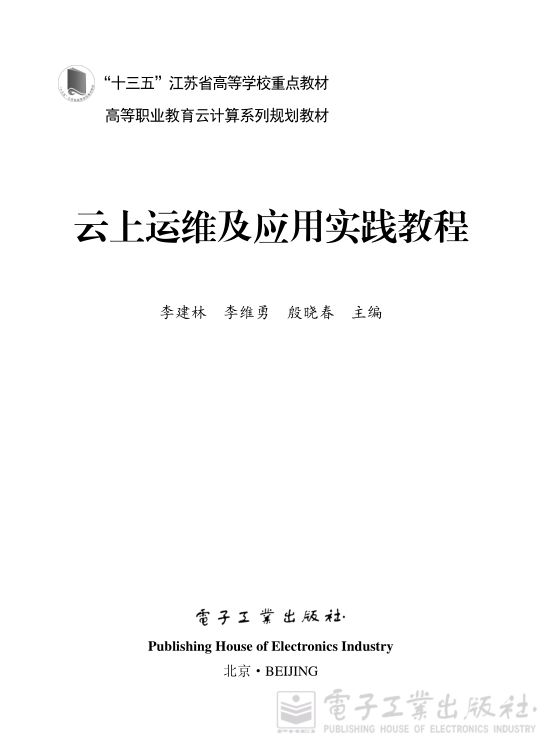 “十三五”江苏省高等学校重点教材
高等职业教育云计算系列规划教材
云上运维及应用实践教程
李建林 李维勇 殷晓春 主编
電子工業出版社·
Publishing House of Electronics Industry
北京·BEIJING
電子工業出版社·
PUBLISHING HOUSE OF ELECTRONICS INDUSTRY